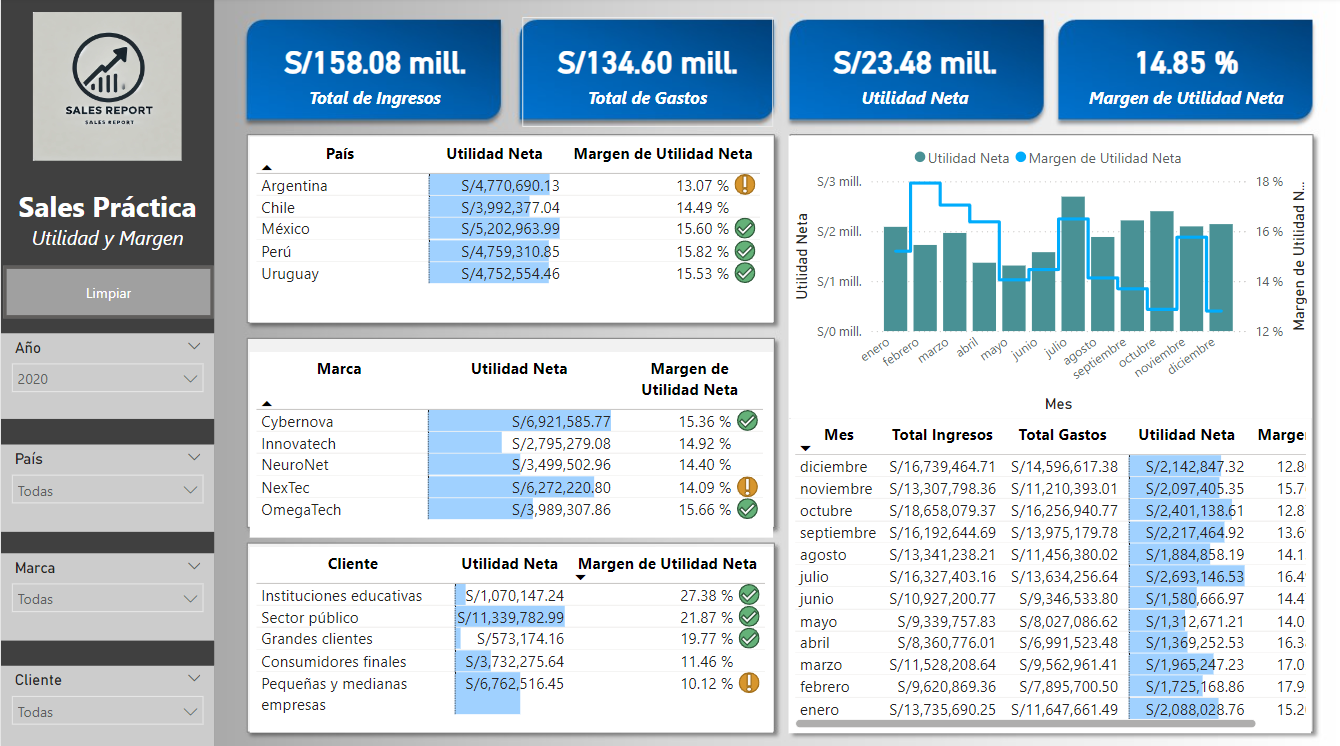 SALES REPORT
SALES REPORT
Sales Práctica
Utilidad y Margen
Limpiar
Año
2020
País
Todas
Marca
Todas
Cliente
Todas
S/158.08 mill.
Total de Ingresos
S/134.60 mill.
Total de Gastos
S/23.48 mill.
Utilidad Neta
14.85 %
Margen de Utilidad Neta
País Utilidad Neta Margen de Utilidad Neta
Argentina S/4,770,690.13 13.07 %
Chile S/3,992,377.04 14.49 %
México S/5,202,963.99 15.60 %
Perú S/4,759,310.85 15.82 %
Uruguay S/4,752,554.46 15.53 %
Marca Utilidad Neta Margen de
Utilidad Neta
Cybernova S/6,921,585.77 15.36 %
Innovatech S/2,795,279.08 14.92 %
NeuroNet S/3,499,502.96 14.40 %
NexTec S/6,272,220.80 14.09 %
OmegaTech S/3,989,307.86 15.66 %
Cliente Utilidad Neta Margen de Utilidad Neta
Instituciones educativas S/1,070,147.24 27.38 %
Sector público S/11,339,782.99 21.87 %
Grandes clientes S/573,174.16 19.77 %
Consumidores finales S/3,732,275.64 11.46 %
Pequeñas y medianas S/6,762,516.45 10.12 %
empresas
Utilidad Neta Margen de Utilidad Neta
S/3 mill. 18 %
S/2 mill. 16 %
S/1 mill. 14 %
S/0 mill. 12 %
Utilidad Neta
Margen de Utilidad N...
enero febrero marzo abril mayo junio julio agosto septiembre octubre noviembre diciembre
Mes
Mes Total Ingresos Total Gastos Utilidad Neta Marge
diciembre S/16,739,464.71 S/14,596,617.38 S/2,142,847.32 12.8
noviembre S/13,307,798.36 S/11,210,393.01 S/2,097,405.35 15.7
octubre S/18,658,079.37 S/16,256,940.77 S/2,401,138.61 12.8
septiembre S/16,192,644.69 S/13,975,179.78 S/2,217,464.92 13.6
agosto S/13,341,238.21 S/11,456,380.02 S/1,884,858.19 14.1
julio S/16,327,403.16 S/13,634,256.64 S/2,693,146.53 16.4
junio S/10,927,200.77 S/9,346,533.80 S/1,580,666.97 14.4
mayo S/9,339,757.83 S/8,027,086.62 S/1,312,671.21 14.0
abril S/8,360,776.01 S/6,991,523.48 S/1,369,252.53 16.3
marzo S/11,528,208.64 S/9,562,961.41 S/1,965,247.23 17.0
febrero S/9,620,869.36 S/7,895,700.50 S/1,725,168.86 17.9
enero S/13,735,690.25 S/11,647,661.49 S/2,088,028.76 15.2